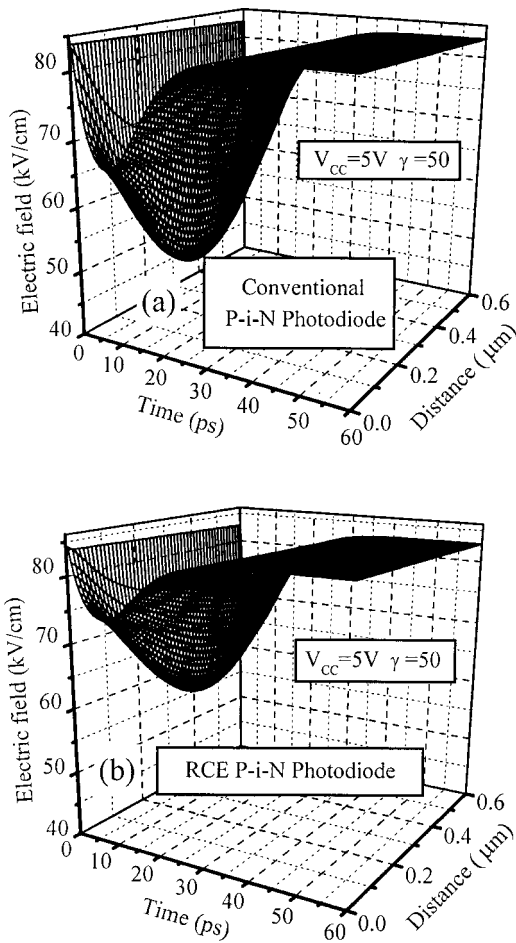 Electric field (kV/cm)
80
70
60
50
40
V_CC=5V γ=50
(a)
Conventional
P-i-N Photodiode
0
10
20
30
40
50
60
Time (ps)
0.0
0.2
0.4
0.6
Distance ( μm)
Electric field (kV/cm)
80
70
60
50
40
V_CC=5V γ=50
(b)
RCE P-i-N Photodiode
0
10
20
30
40
50
60
Time (ps)
0.0
0.2
0.4
0.6
Distance ( μm)